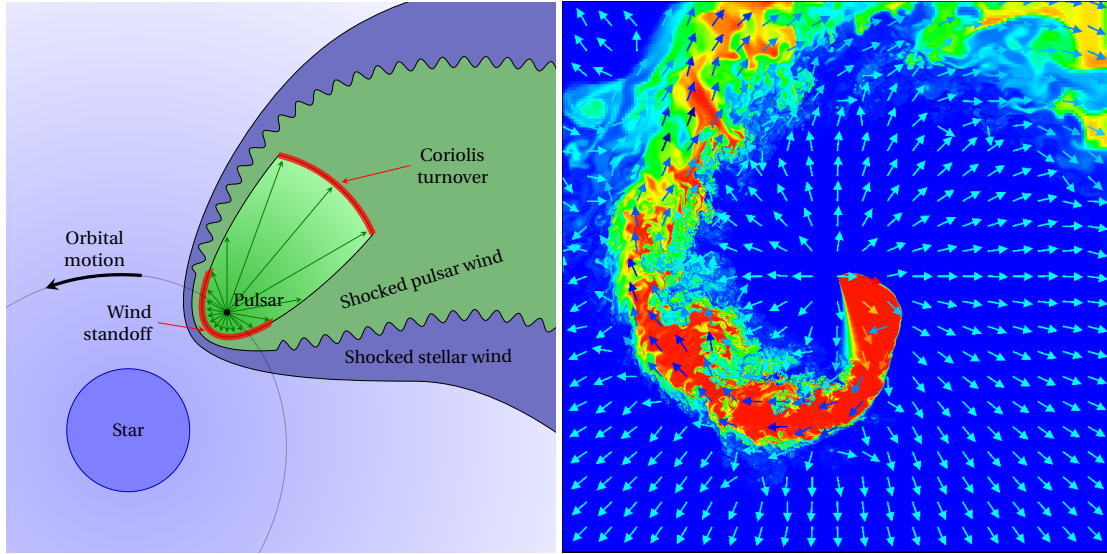 Coriolis
turnover
Orbital
motion
Pulsar
Wind
standoff
Shocked pulsar wind
Shocked stellar wind
Star